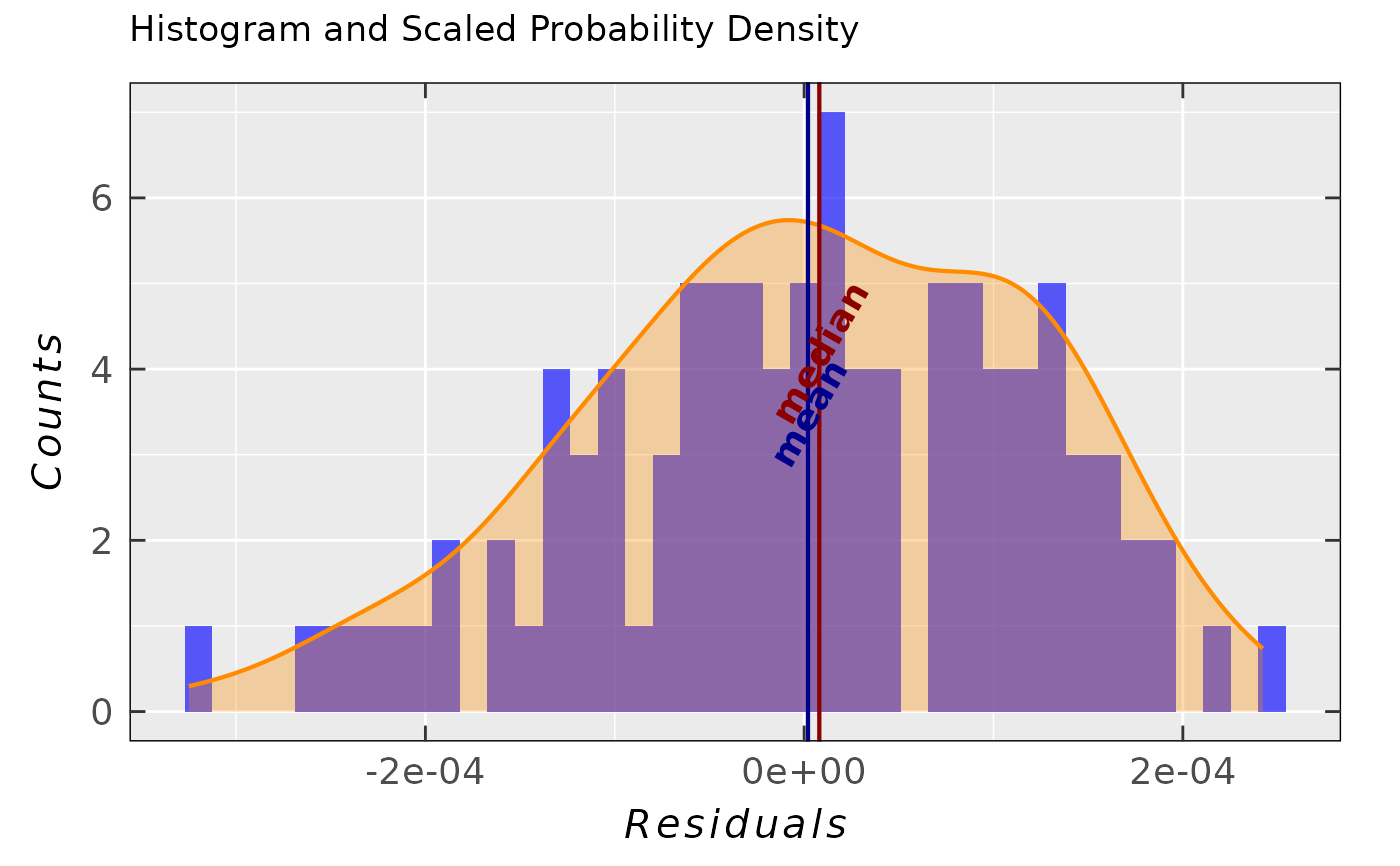 Histogram and Scaled Probability Density
Counts
6
4
2
0
median
mean
-2e-04
0e+00
2e-04
Residuals